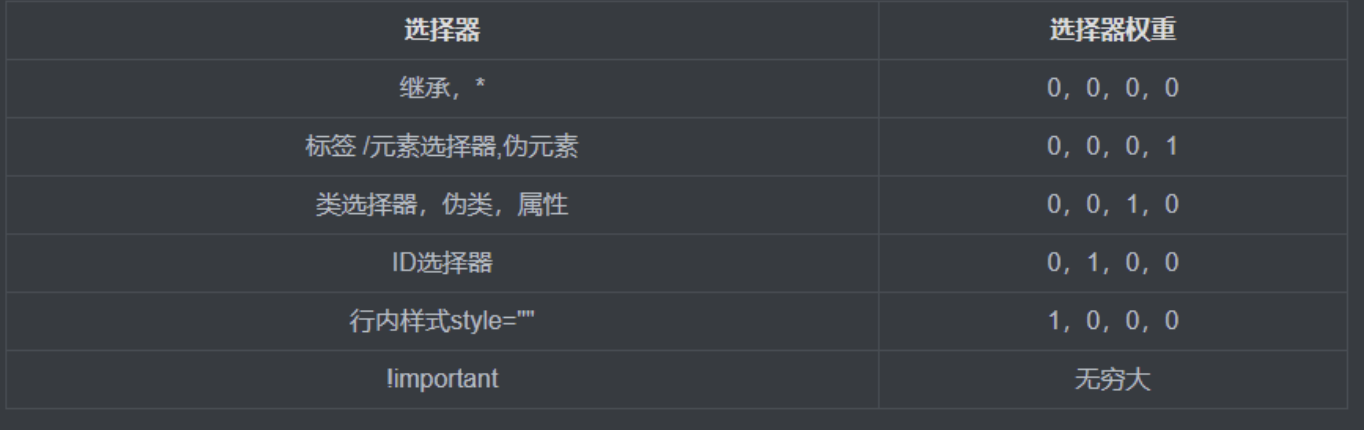 选择器 选择器权重
继承，* 0，0，0，0
标签 /元素选择器,伪元素 0，0，0，1
类选择器，伪类，属性 0，0，1，0
ID选择器 0，1，0，0
行内样式style="" 1，0，0，0
!important 无穷大